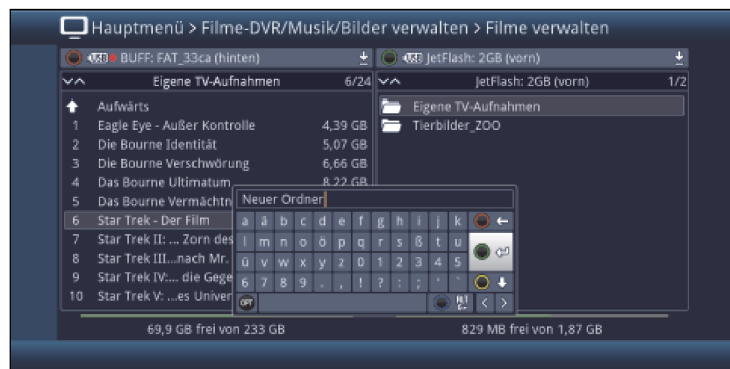 Hauptmenü > Filme-DVR/Musik/Bilder verwalten > Filme verwalten
USB BUFF: FAT_33ca (hinten)
USB JetFlash: 2GB (vorn)
Eigene TV-Aufnahmen 6/24
JetFlash: 2GB (vorn) 1/2
Aufwärts
Eigene TV-Aufnahmen
1 Eagle Eye - Außer Kontrolle 4,39 GB
Tierbilder_ZOO
2 Die Bourne Identität 5,07 GB
3 Die Bourne Verschwörung 6,66 GB
4 Das Bourne Ultimatum 8,22 GB
5 Das Bourne Vermächtn
6 Star Trek - Der Film
7 Star Trek II: ... Zorn des
8 Star Trek III...nach Mr.
9 Star Trek IV:... die Gege
10 Star Trek V: ...es Univer
Neuer Ordner
a ä b c d e f g h i j k
l m n o ö p q r s ß t u
ü v w x y z 0 1 2 3 4 5
6 7 8 9 . , ! ? : ; ' `
OPT < >
69,9 GB frei von 233 GB
829 MB frei von 1,87 GB